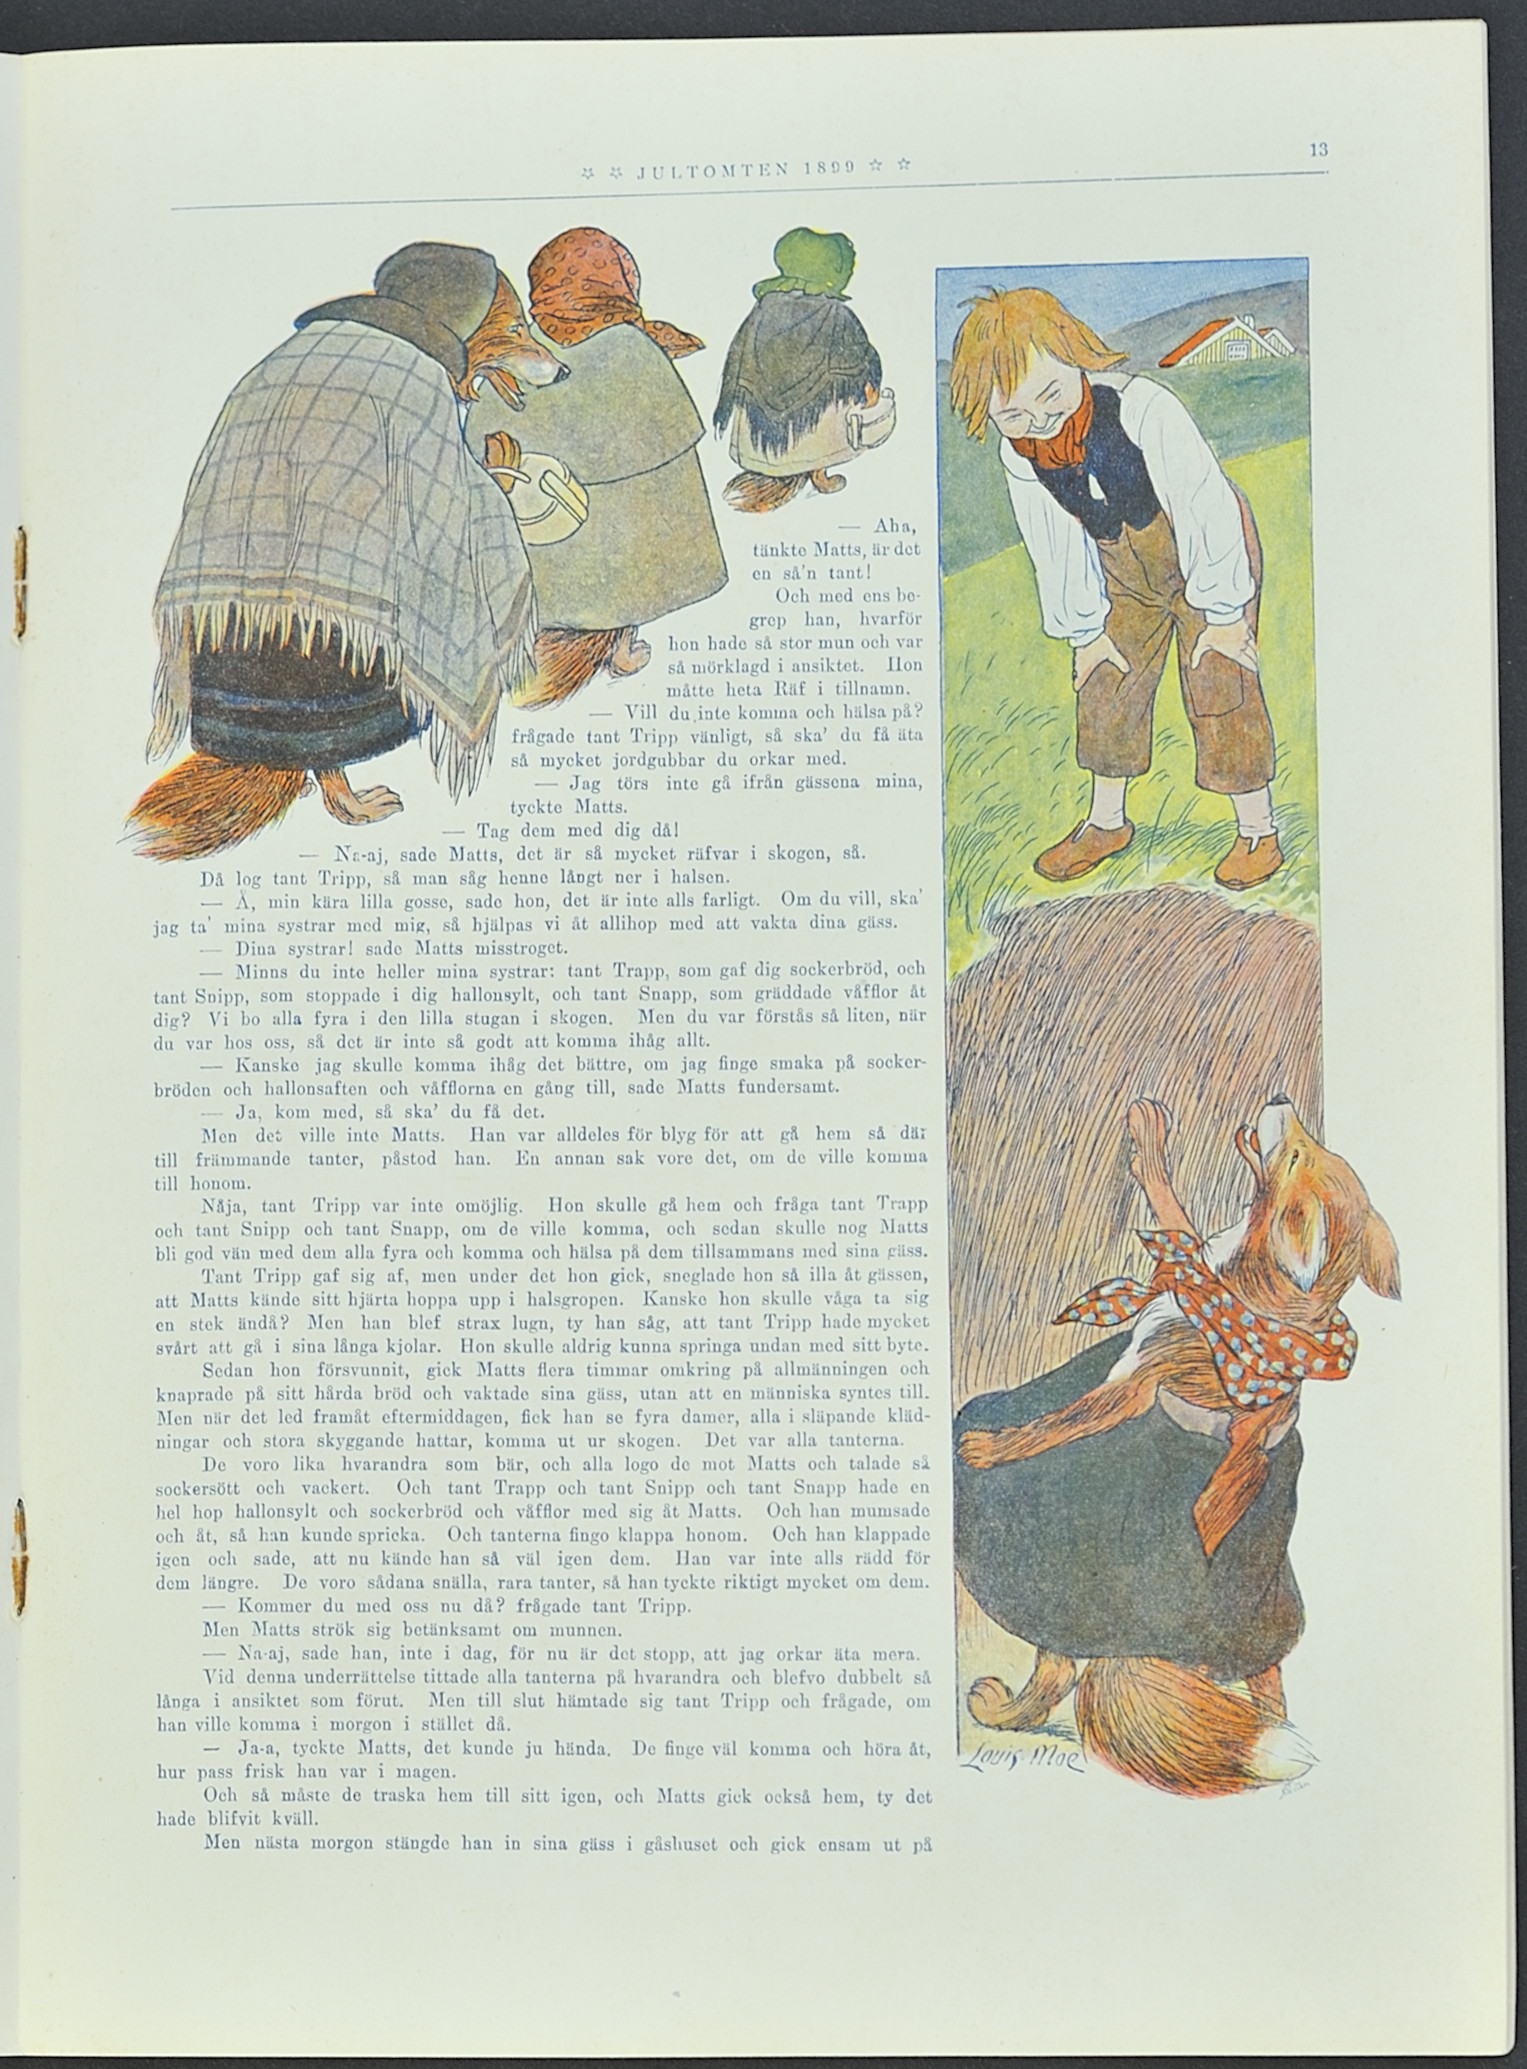 ☆ ☆ JULTOMTEN 1899 ☆ ☆
13
— Aha,
tänkte Matts, är det
en så'n tant!
Och med ens be-
grep han, hvarför
hon hade så stor mun och var
så mörklagd i ansiktet. Hon
måtte heta Räf i tillnamn.
— Vill du inte komma och hälsa på?
frågade tant Tripp vänligt, så ska' du få äta
så mycket jordgubbar du orkar med.
— Jag törs inte gå ifrån gässena mina,
tyckte Matts.
— Tag dem med dig då!
— Na-aj, sade Matts, det är så mycket räfvar i skogen, så.
Då log tant Tripp, så man såg henne långt ner i halsen.
— Å, min kära lilla gosse, sade hon, det är inte alls farligt. Om du vill, ska'
jag ta' mina systrar med mig, så hjälpas vi åt allihop med att vakta dina gäss.
— Dina systrar! sade Matts misstroget.
— Minns du inte heller mina systrar: tant Trapp, som gaf dig sockerbröd, och
tant Snipp, som stoppade i dig hallonsylt, och tant Snapp, som gräddade våfflor åt
dig? Vi bo alla fyra i den lilla stugan i skogen. Men du var förstås så liten, när
du var hos oss, så det är inte så godt att komma ihåg allt.
— Kanske jag skulle komma ihåg det bättre, om jag finge smaka på socker-
bröden och hallonsaften och våfflorna en gång till, sade Matts fundersamt.
— Ja, kom med, så ska' du få det.
Men det ville inte Matts. Han var alldeles för blyg för att gå hem så där
till främmande tanter, påstod han. En annan sak vore det, om de ville komma
till honom.
Nåja, tant Tripp var inte omöjlig. Hon skulle gå hem och fråga tant Trapp
och tant Snipp och tant Snapp, om de ville komma, och sedan skulle nog Matts
bli god vän med dem alla fyra och komma och hälsa på dem tillsammans med sina gäss.
Tant Tripp gaf sig af, men under det hon gick, sneglade hon så illa åt gässen,
att Matts kände sitt hjärta hoppa upp i halsgropen. Kanske hon skulle våga ta sig
en stek ändå? Men han blef strax lugn, ty han såg, att tant Tripp hade mycket
svårt att gå i sina långa kjolar. Hon skulle aldrig kunna springa undan med sitt byte.
Sedan hon försvunnit, gick Matts flera timmar omkring på allmänningen och
knaprade på sitt hårda bröd och vaktade sina gäss, utan att en människa syntes till.
Men när det led framåt eftermiddagen, fick han se fyra damer, alla i släpande kläd-
ningar och stora skyggande hattar, komma ut ur skogen. Det var alla tanterna.
De voro lika hvarandra som bär, och alla logo de mot Matts och talade så
sockersött och vackert. Och tant Trapp och tant Snipp och tant Snapp hade en
hel hop hallonsylt och sockerbröd och våfflor med sig åt Matts. Och han mumsade
och åt, så han kunde spricka. Och tanterna fingo klappa honom. Och han klappade
igen och sade, att nu kände han så väl igen dem. Han var inte alls rädd för
dem längre. De voro sådana snälla, rara tanter, så han tyckte riktigt mycket om dem.
— Kommer du med oss nu då? frågade tant Tripp.
Men Matts strök sig betänksamt om munnen.
— Na-aj, sade han, inte i dag, för nu är det stopp, att jag orkar äta mera.
Vid denna underrättelse tittade alla tanterna på hvarandra och blefvo dubbelt så
långa i ansiktet som förut. Men till slut hämtade sig tant Tripp och frågade, om
han ville komma i morgon i stället då.
— Ja-a, tyckte Matts, det kunde ju hända. De finge väl komma och höra åt,
hur pass frisk han var i magen.
Och så måste de traska hem till sitt igen, och Matts gick också hem, ty det
hade blifvit kväll.
Men nästa morgon stängde han in sina gäss i gåshuset och gick ensam ut på
Louis Moe